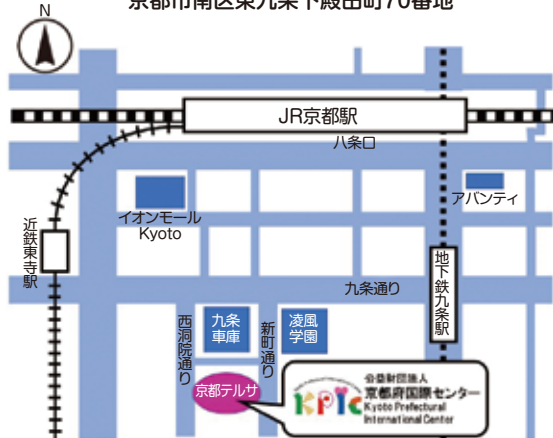 京都市南区東九条下殿田町70番地
N
JR京都駅
八条口
イオンモール
Kyoto
アバンティ
近鉄東寺駅
地下鉄九条駅
九条通り
西洞院通り
九条
車庫
新町通り
凌風
学園
京都テルサ
KPIC
公益財団法人
京都府国際センター
Kyoto Prefectural
International Center